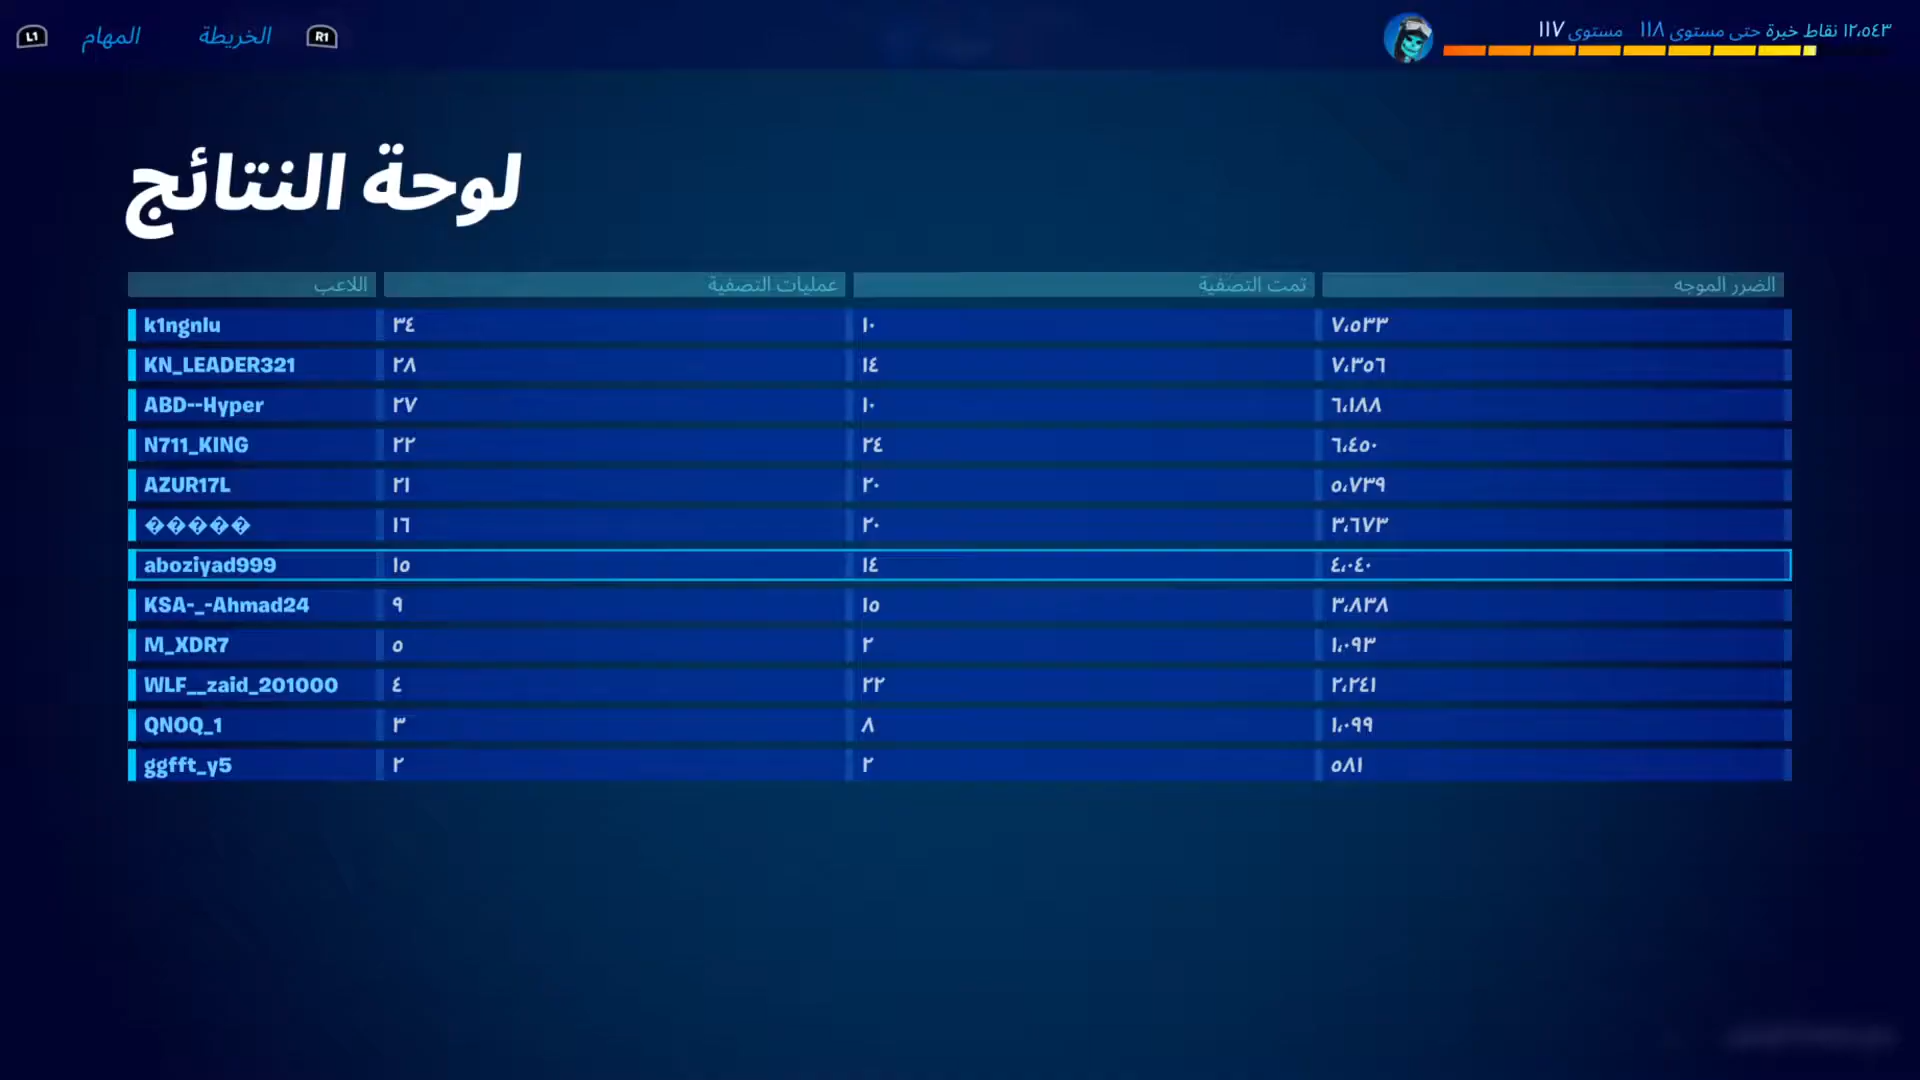 L1 المهام الخريطة R1
١٢،٥٤٣ نقاط خبرة حتى مستوى ١١٨ مستوى ١١٧
لوحة النتائج
اللاعب عمليات التصفية تمت التصفية الضرر الموجه
k1ngnlu ٣٤ ١٠ ٧،٥٣٣
KN_LEADER321 ٢٨ ١٤ ٧،٣٥٦
ABD--Hyper ٢٧ ١٠ ٦،١٨٨
N711_KING ٢٢ ٢٤ ٦،٤٥٠
AZUR17L ٢١ ٢٠ ٥،٧٣٩
����� ١٦ ٢٠ ٣،٦٧٣
aboziyad999 ١٥ ١٤ ٤،٠٤٠
KSA-_-Ahmad24 ٩ ١٥ ٣،٨٣٨
M_XDR7 ٥ ٢ ١،٠٩٣
WLF__zaid_201000 ٤ ٢٢ ٢،٢٤١
QNOQ_1 ٣ ٨ ١،٠٩٩
ggfft_y5 ٢ ٢ ٥٨١